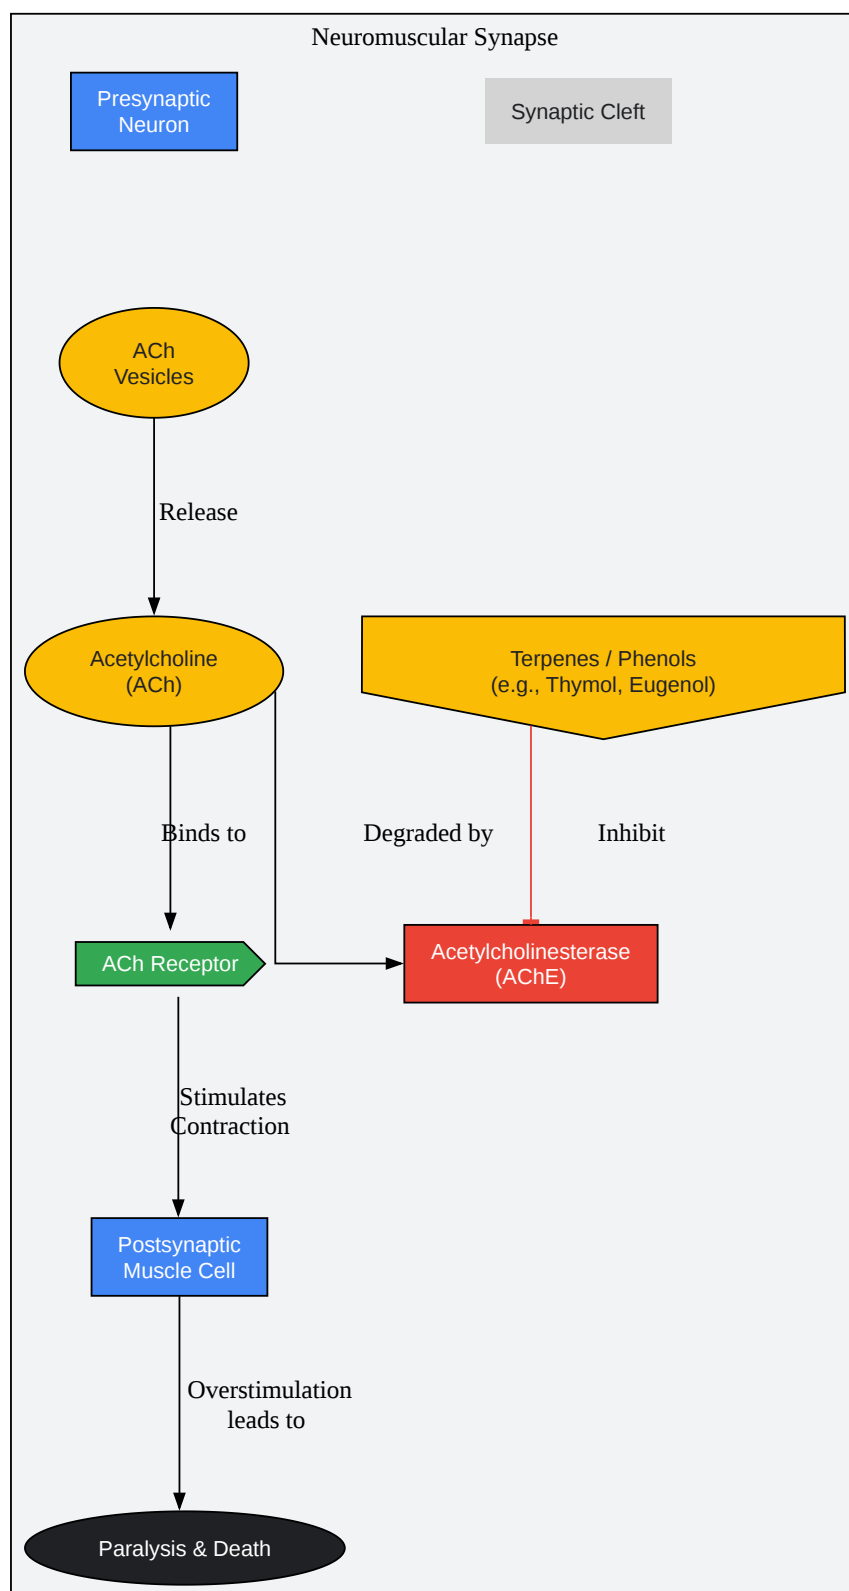 Neuromuscular Synapse
Presynaptic
Neuron
Synaptic Cleft
ACh
Vesicles
Release
Acetylcholine
(ACh)
Terpenes / Phenols
(e.g., Thymol, Eugenol)
Binds to
Degraded by
Inhibit
ACh Receptor
Acetylcholinesterase
(AChE)
Stimulates
Contraction
Postsynaptic
Muscle Cell
Overstimulation
leads to
Paralysis & Death